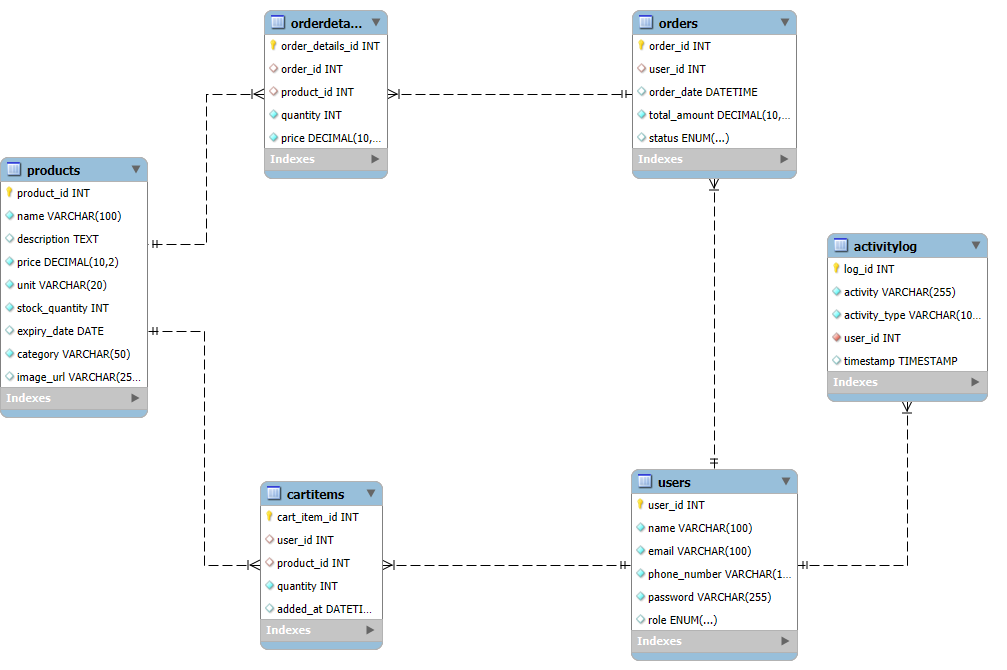 orderdeta...
order_details_id INT
order_id INT
product_id INT
quantity INT
price DECIMAL(10,...
Indexes
orders
order_id INT
user_id INT
order_date DATETIME
total_amount DECIMAL(10,...
status ENUM(...)
Indexes
products
product_id INT
name VARCHAR(100)
description TEXT
price DECIMAL(10,2)
unit VARCHAR(20)
stock_quantity INT
expiry_date DATE
category VARCHAR(50)
image_url VARCHAR(25...
Indexes
activitylog
log_id INT
activity VARCHAR(255)
activity_type VARCHAR(10...
user_id INT
timestamp TIMESTAMP
Indexes
cartitems
cart_item_id INT
user_id INT
product_id INT
quantity INT
added_at DATETI...
Indexes
users
user_id INT
name VARCHAR(100)
email VARCHAR(100)
phone_number VARCHAR(1...
password VARCHAR(255)
role ENUM(...)
Indexes